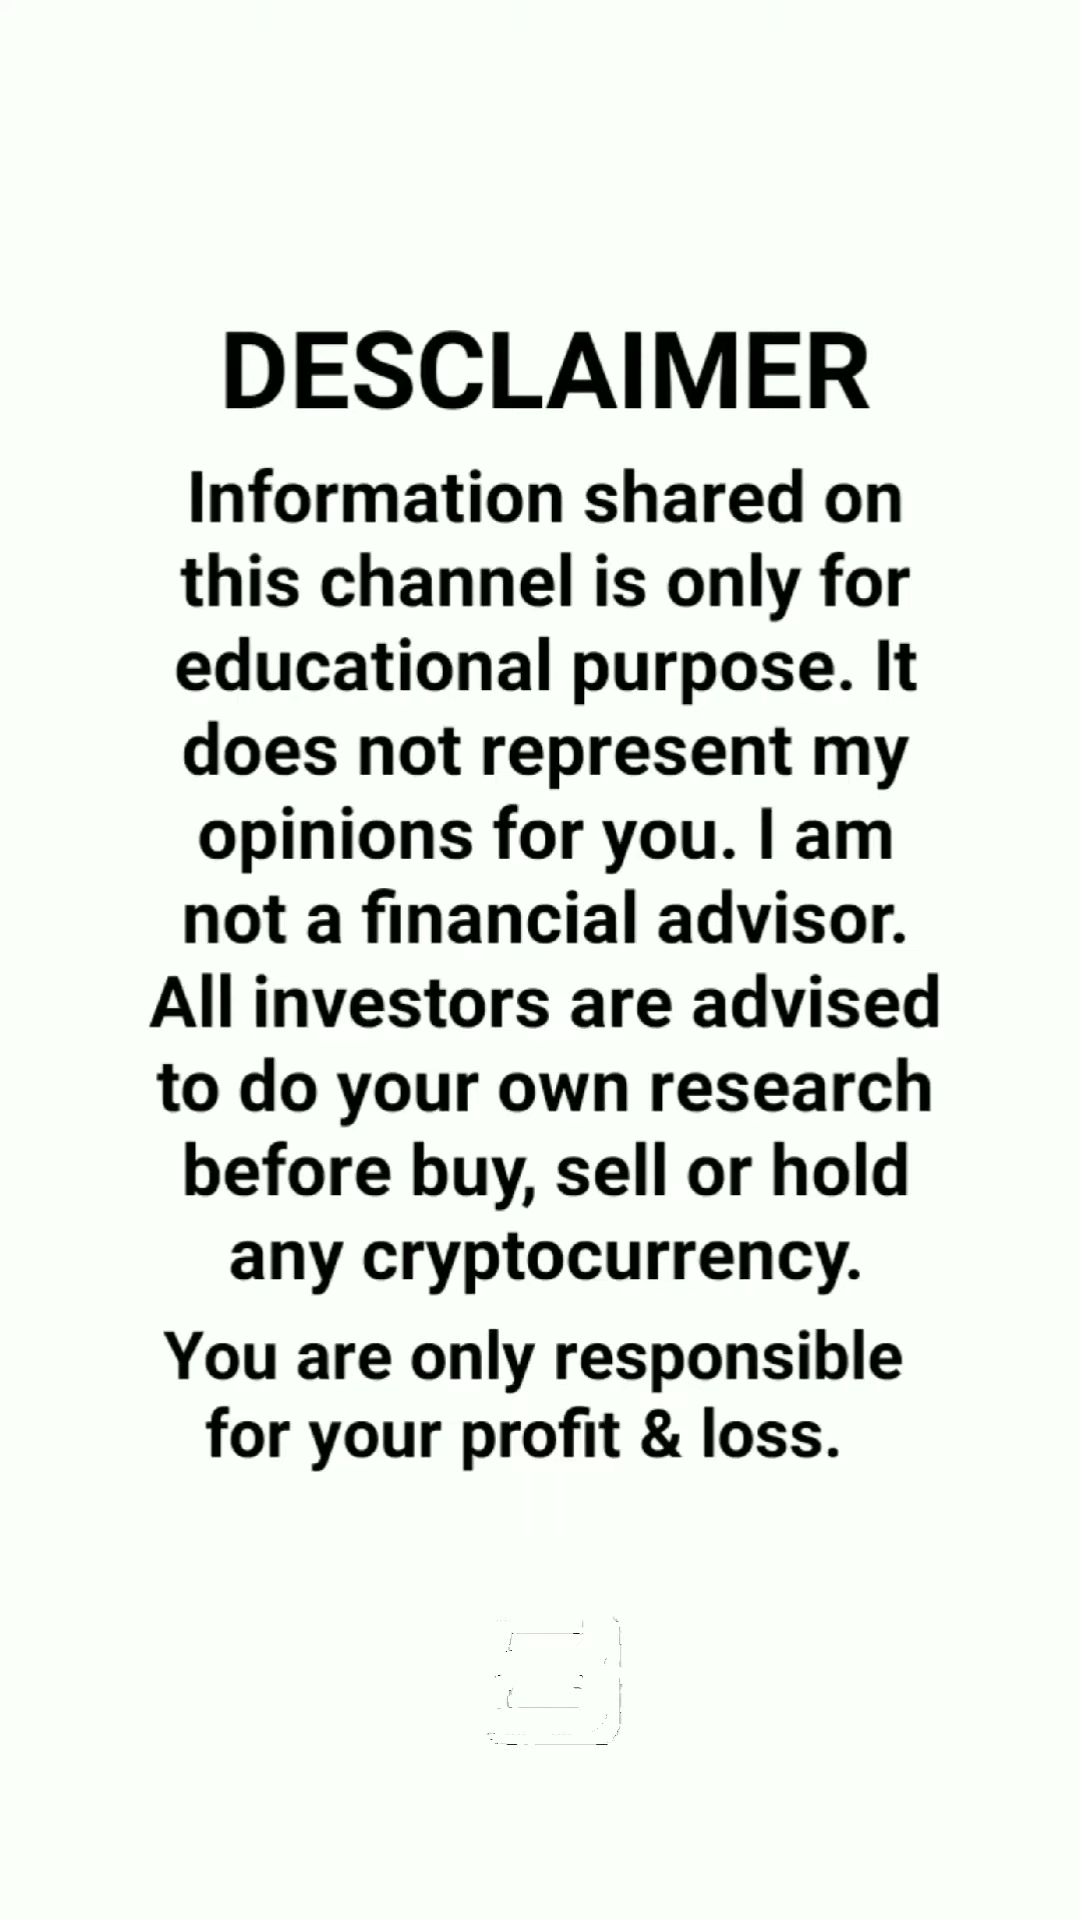 DESCLAIMER
Information shared on
this channel is only for
educational purpose. It
does not represent my
opinions for you. I am
not a financial advisor.
All investors are advised
to do your own research
before buy, sell or hold
any cryptocurrency.
You are only responsible
for your profit & loss.